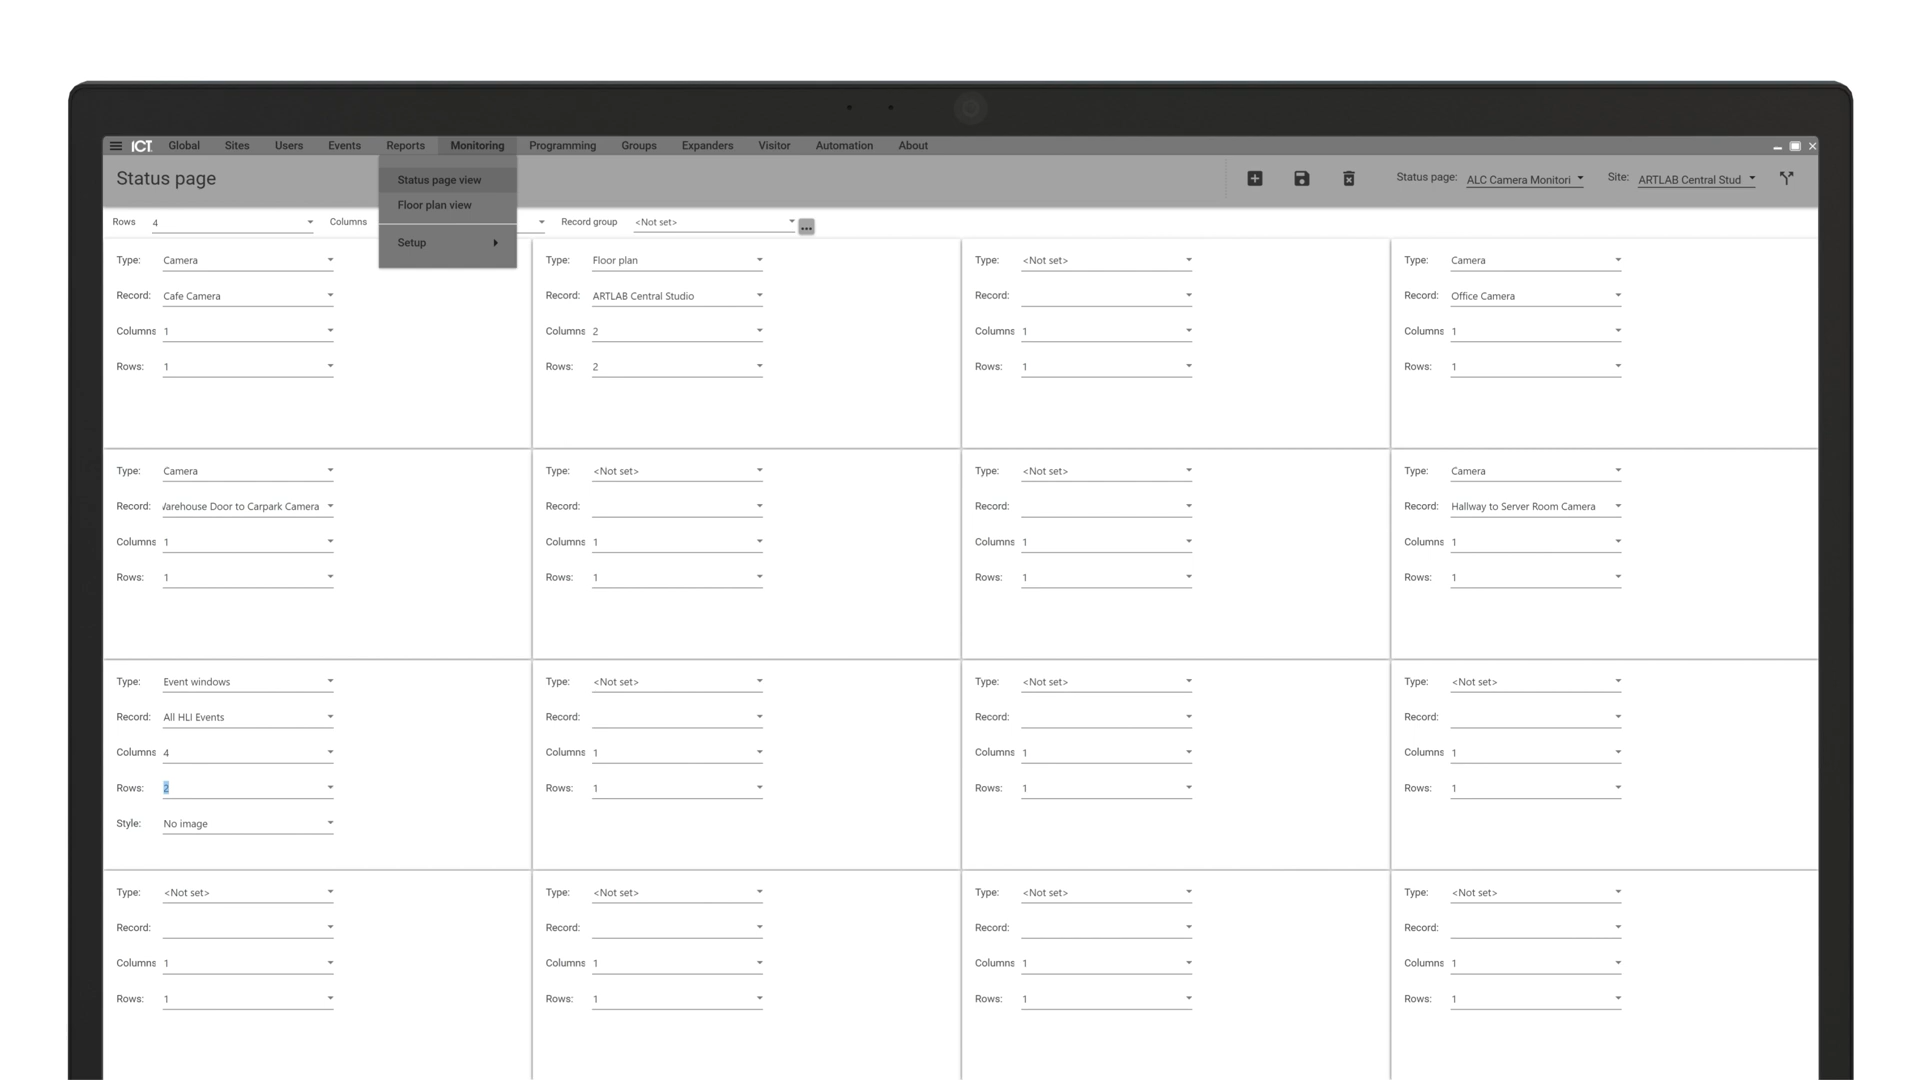 ICT Global Sites Users Events Reports Monitoring Programming Groups Expanders Visitor Automation About
Status page
Status page view
Floor plan view
Setup
Status page: ALC Camera Monitori Site: ARTLAB Central Stud
Rows 4 Columns Record group <Not set> ...
Type: Camera Type: Floor plan Type: <Not set> Type: Camera
Record: Cafe Camera Record: ARTLAB Central Studio Record: Record: Office Camera
Columns 1 Columns 2 Columns 1 Columns 1
Rows: 1 Rows: 2 Rows: 1 Rows: 1
Type: Camera Type: <Not set> Type: <Not set> Type: Camera
Record: Warehouse Door to Carpark Camera Record: Record: Record: Hallway to Server Room Camera
Columns 1 Columns 1 Columns 1 Columns 1
Rows: 1 Rows: 1 Rows: 1 Rows: 1
Type: Event windows Type: <Not set> Type: <Not set> Type: <Not set>
Record: All HLI Events Record: Record: Record:
Columns 4 Columns 1 Columns 1 Columns 1
Rows: 2 Rows: 1 Rows: 1 Rows: 1
Style: No image
Type: <Not set> Type: <Not set> Type: <Not set> Type: <Not set>
Record: Record: Record: Record:
Columns 1 Columns 1 Columns 1 Columns 1
Rows: 1 Rows: 1 Rows: 1 Rows: 1